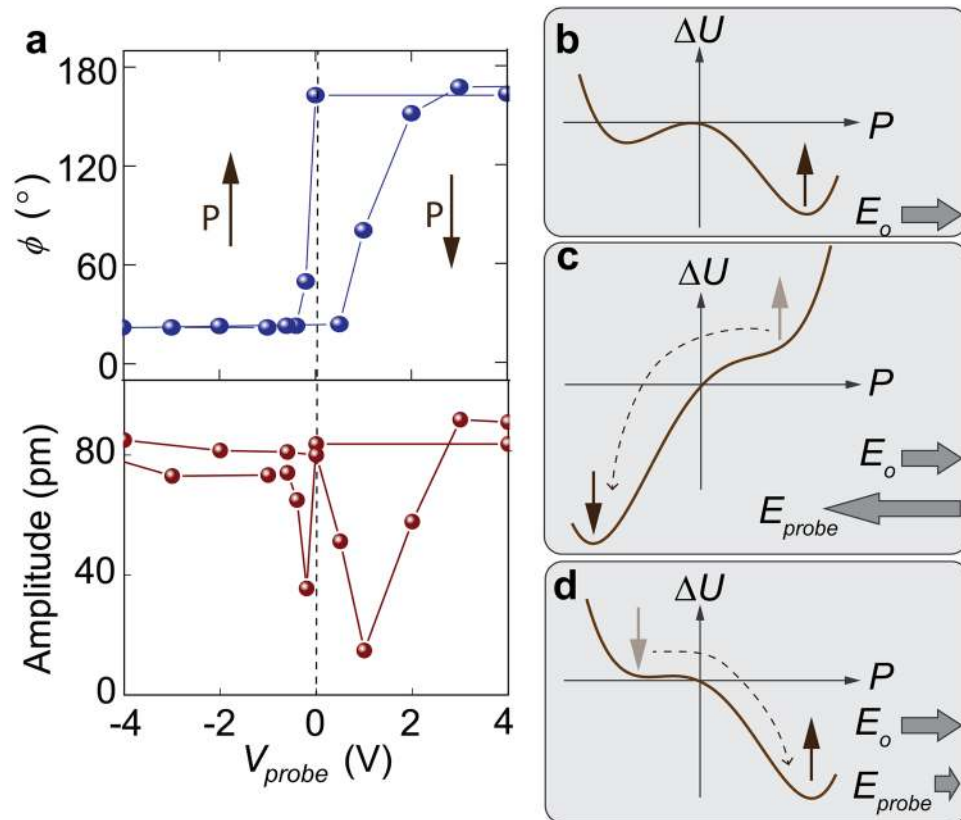 a
180
120
60
0
ϕ (°)
P
P
80
40
0
Amplitude (pm)
-4
-2
0
2
4
V_probe (V)
b
ΔU
P
E_o
c
ΔU
P
E_o
E_probe
d
ΔU
P
E_o
E_probe